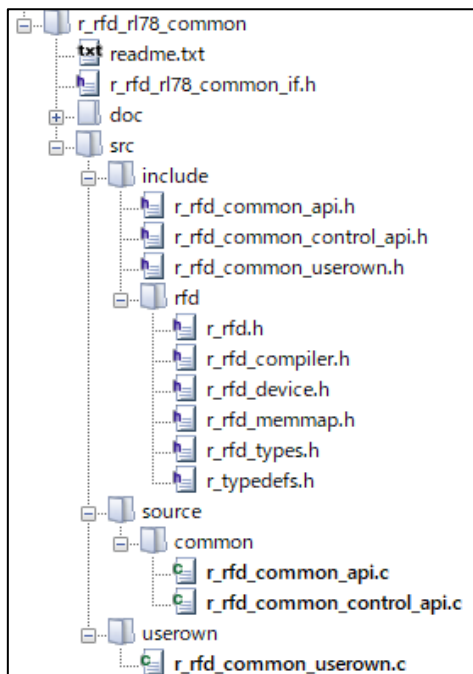 r_rfd_rl78_common
readme.txt
r_rfd_rl78_common_if.h
doc
src
include
r_rfd_common_api.h
r_rfd_common_control_api.h
r_rfd_common_userown.h
rfd
r_rfd.h
r_rfd_compiler.h
r_rfd_device.h
r_rfd_memmap.h
r_rfd_types.h
r_typedefs.h
source
common
r_rfd_common_api.c
r_rfd_common_control_api.c
userown
r_rfd_common_userown.c